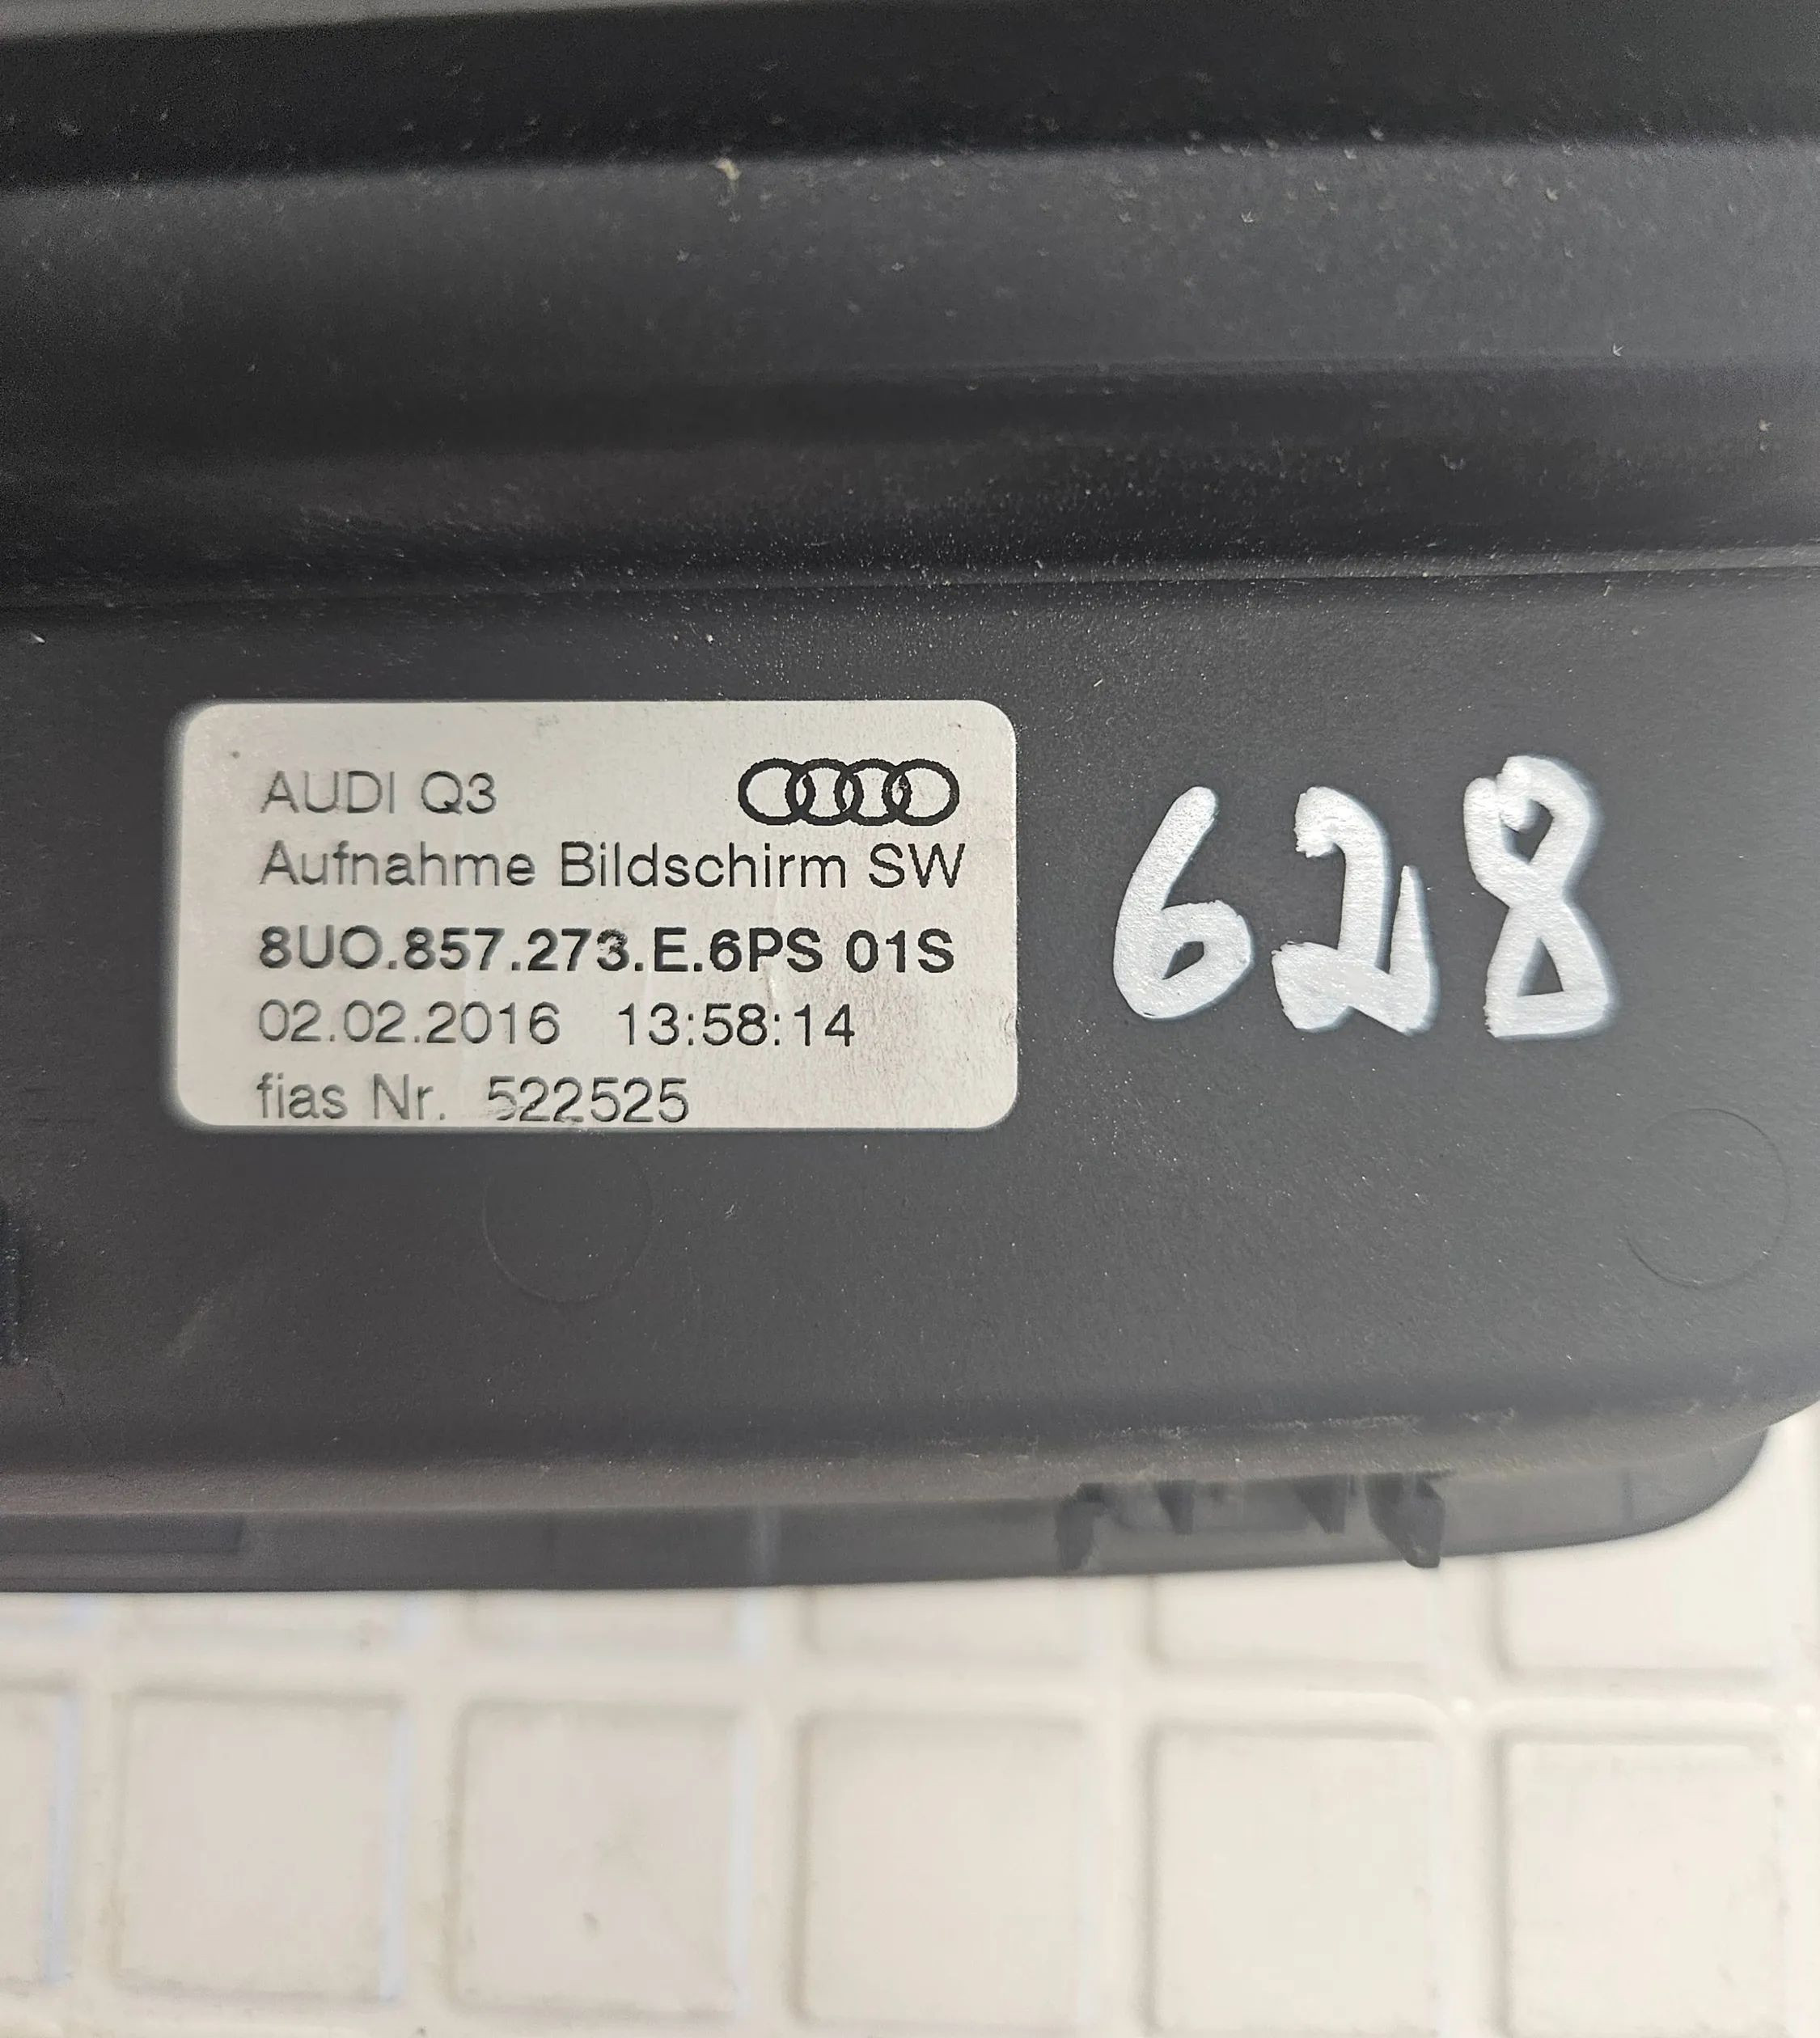 AUDI Q3
Aufnahme Bildschirm SW
8U0.857.273.E.6PS 01S
02.02.2016 13:58:14
fias Nr. 522525
628